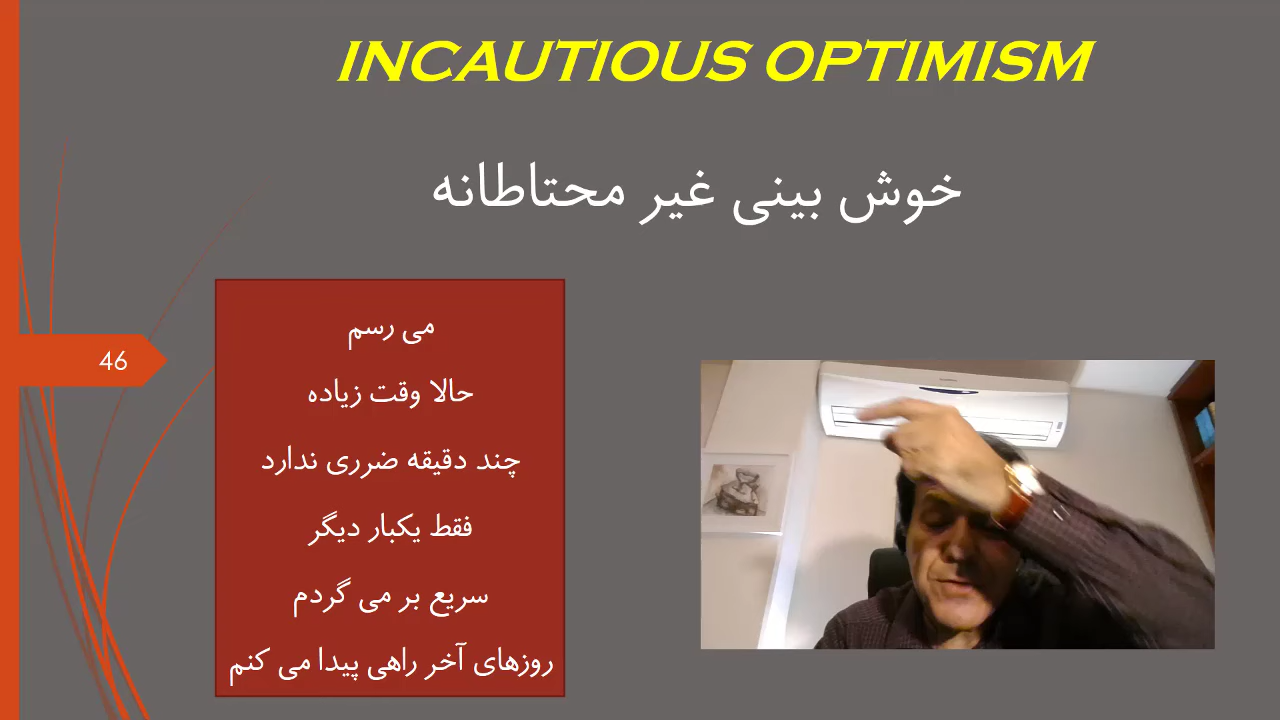 INCAUTIOUS OPTIMISM
خوش بینی غیر محتاطانه
می رسم
حالا وقت زیاده
چند دقیقه ضرری ندارد
فقط یکبار دیگر
سریع بر می گردم
روزهای آخر راهی پیدا می کنم
46